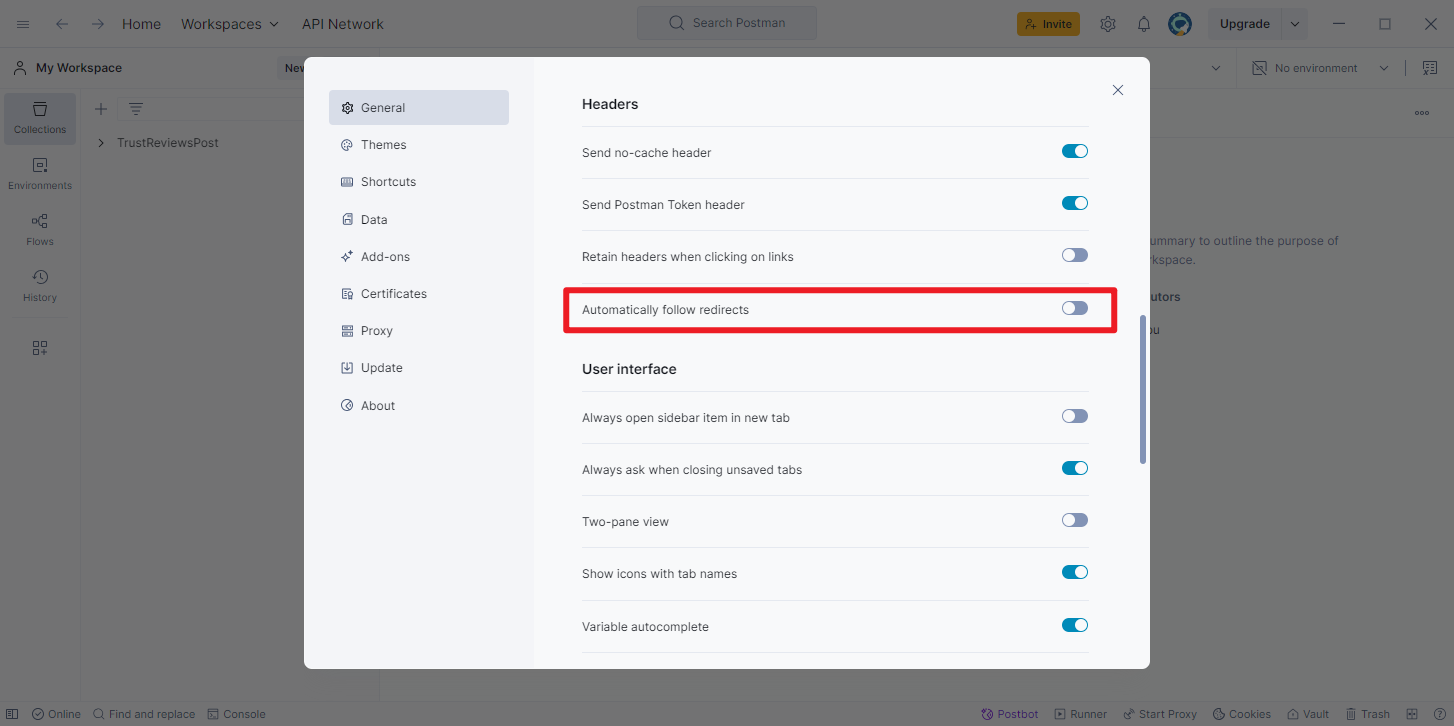 Home Workspaces API Network Search Postman Invite Upgrade
My Workspace New No environment
Collections
Environments
Flows
History
TrustReviewsPost
General
Themes
Shortcuts
Data
Add-ons
Certificates
Proxy
Update
About
Headers
Send no-cache header
Send Postman Token header
Retain headers when clicking on links
Automatically follow redirects
User interface
Always open sidebar item in new tab
Always ask when closing unsaved tabs
Two-pane view
Show icons with tab names
Variable autocomplete
ummary to outline the purpose of
rkspace.
utors
ou
Online Find and replace Console Postbot Runner Start Proxy Cookies Vault Trash